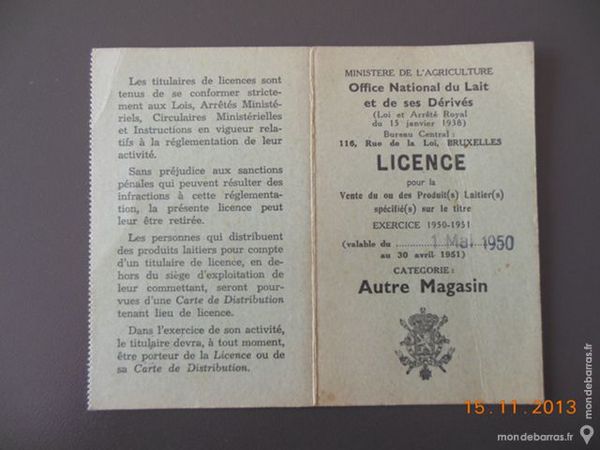 Les titulaires de licences sont
tenus de se conformer stricte-
ment aux Lois, Arrêtés Ministé-
riels, Circulaires Ministérielles
et Instructions en vigueur rela-
tifs à la réglementation de leur
activité.
Sans préjudice aux sanctions
pénales qui peuvent résulter des
infractions à cette réglementa-
tion, la présente licence peut
leur être retirée.
Les personnes qui distribuent
des produits laitiers pour compte
d'un titulaire de licence, en de-
hors du siège d'exploitation de
leur commettant, seront pour-
vues d'une Carte de Distribution
tenant lieu de licence.
Dans l'exercice de son activité,
le titulaire devra, à tout moment,
être porteur de la Licence ou de
sa Carte de Distribution.
MINISTERE DE L'AGRICULTURE
Office National du Lait
et de ses Dérivés
(Loi et Arrêté Royal
du 15 janvier 1938)
Bureau Central :
116, Rue de la Loi, BRUXELLES
LICENCE
pour la
Vente du ou des Produit(s) Laitier(s)
spécifié(s) sur le titre
EXERCICE 1950-1951
(valable du 1 MAI 1950
au 30 avril 1951)
CATEGORIE :
Autre Magasin
15.11.2013
mondebarras.fr
mondebarras.fr